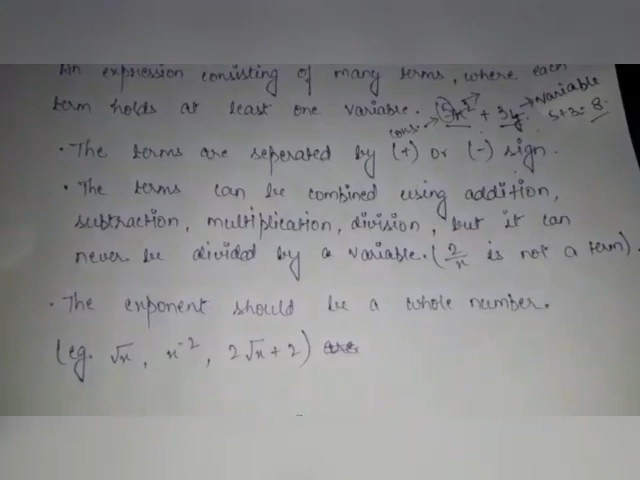 An expression consisting of many terms, where each
term holds at least one variable. 5x² + 3y. → variable
cons. 5+3=8
· The terms are seperated by (+) or (-) sign.
· The terms can be combined using addition,
subtraction, multiplication, division, but it can
never be divided by a variable. (2/x is not a term).
· The exponent should be a whole number.
(eg. √x, x⁻², 2√x + 2)